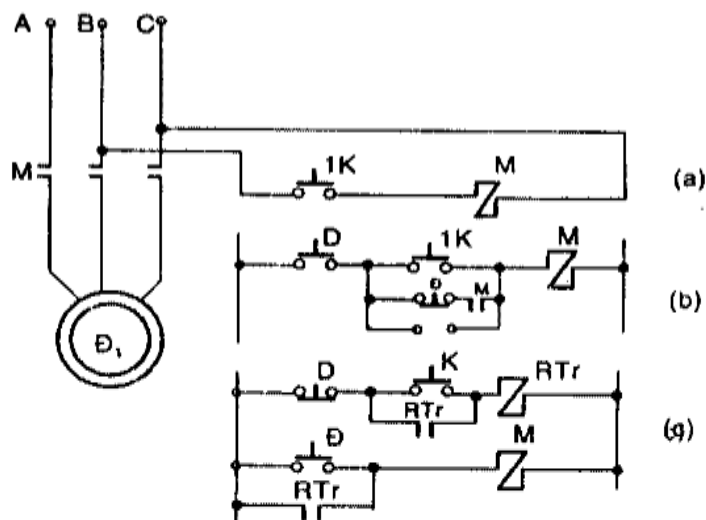 A B C
M
1K M (a)
D 1K M
Đ M
(b)
Đ₁
D K RTr
RTr
(c)
Đ M
RTr